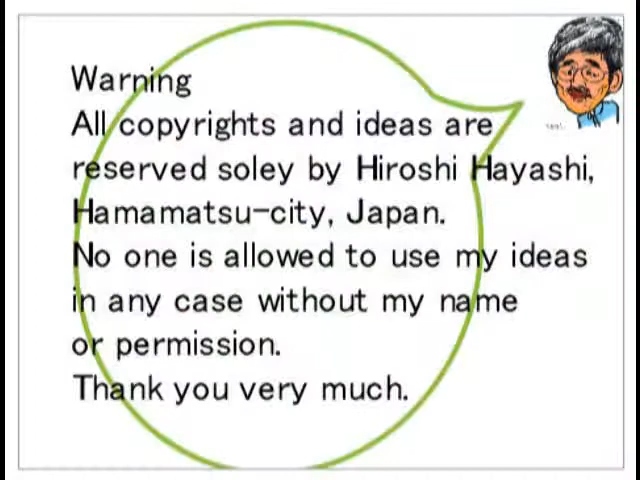 Warning
All copyrights and ideas are
reserved soley by Hiroshi Hayashi,
Hamamatsu-city, Japan.
No one is allowed to use my ideas
in any case without my name
or permission.
Thank you very much.